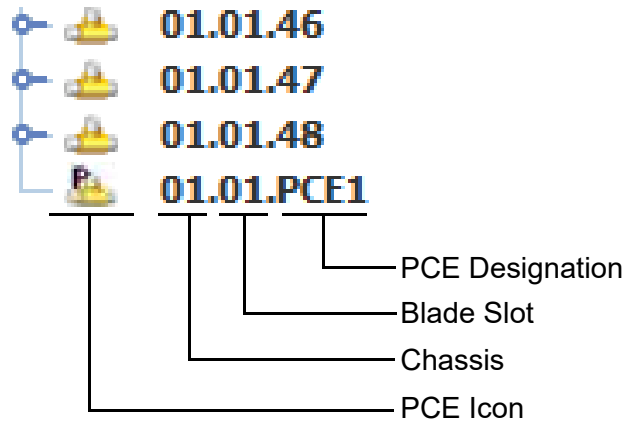 01.01.46
01.01.47
01.01.48
P 01.01.PCE1
PCE Designation
Blade Slot
Chassis
PCE Icon